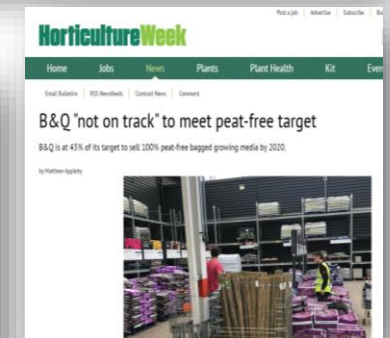 Post a job Advertise Subscribe
HorticultureWeek
Home Jobs News Plants Plant Health Kit Even
Email Bulletins RSS Newsfeeds Contract News Comment
B&Q "not on track" to meet peat-free target
B&Q is at 43% of its target to sell 100% peat-free bagged growing media by 2020.
by Matthew Appleby